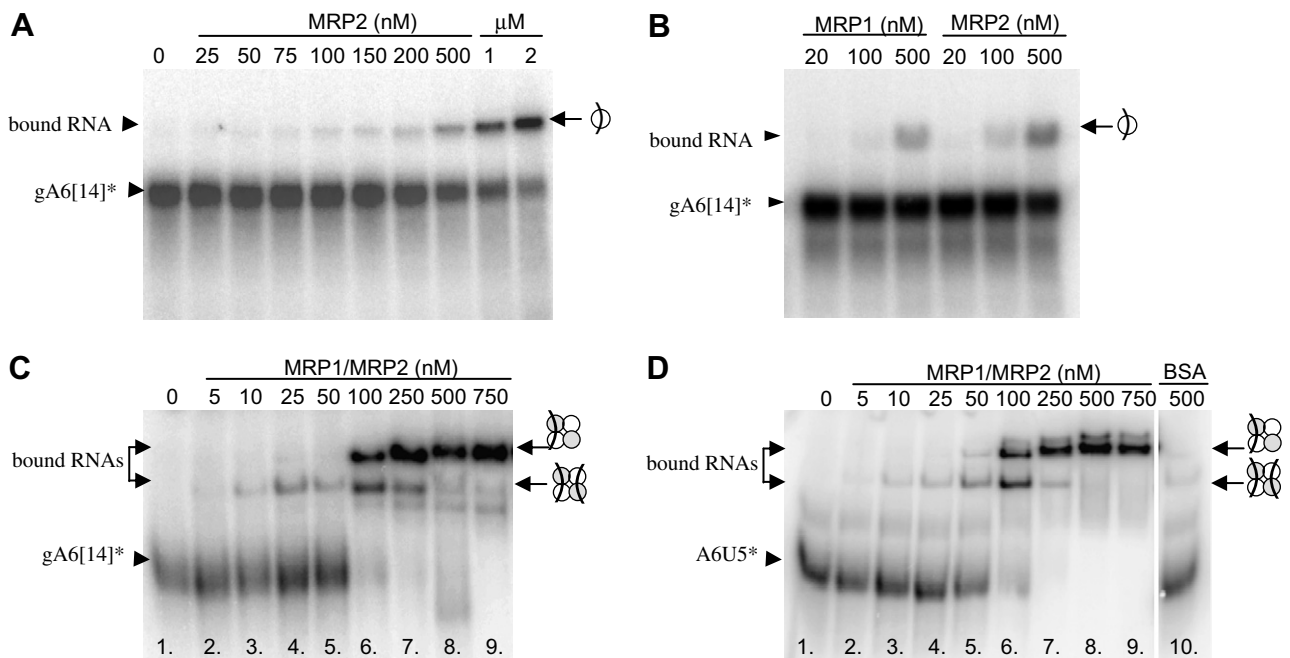 A
MRP2 (nM) μM
0 25 50 75 100 150 200 500 1 2
bound RNA
gA6[14]*
B
MRP1 (nM) MRP2 (nM)
20 100 500 20 100 500
bound RNA
gA6[14]*
C
MRP1/MRP2 (nM)
0 5 10 25 50 100 250 500 750
bound RNAs
gA6[14]*
1. 2. 3. 4. 5. 6. 7. 8. 9.
D
MRP1/MRP2 (nM) BSA
0 5 10 25 50 100 250 500 750 500
bound RNAs
A6U5*
1. 2. 3. 4. 5. 6. 7. 8. 9. 10.